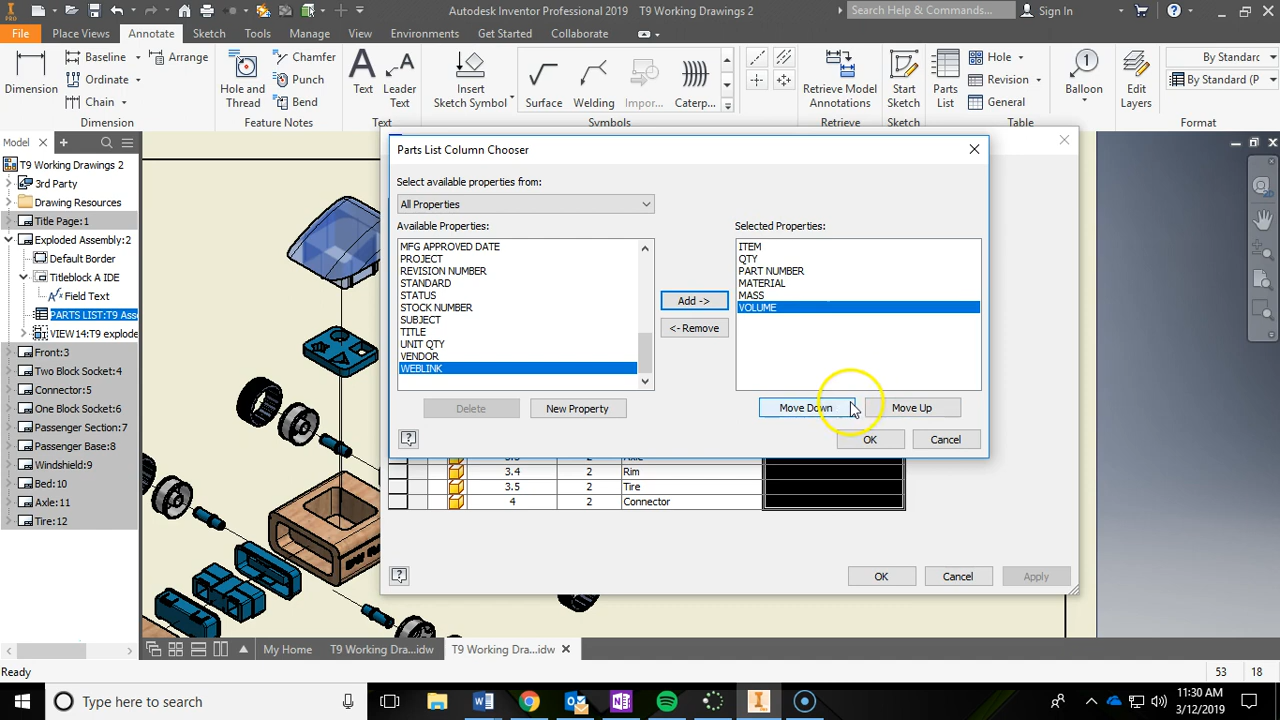 Autodesk Inventor Professional 2019   T9 Working Drawings 2
Search Help & Commands...
Sign In
File
Place Views
Annotate
Sketch
Tools
Manage
View
Environments
Get Started
Collaborate
Dimension
Baseline
Ordinate
Chain
Arrange
Hole and Thread
Chamfer
Punch
Bend
Text
Leader Text
Insert Sketch Symbol
Surface
Welding
Impor...
Caterp...
Retrieve Model Annotations
Start Sketch
Parts List
Hole
Revision
General
Balloon
Edit Layers
By Standard
By Standard (P
Dimension
Feature Notes
Text
Symbols
Retrieve
Sketch
Table
Format
Model
T9 Working Drawings 2
3rd Party
Drawing Resources
Title Page:1
Exploded Assembly:2
Default Border
Titleblock A IDE
Field Text
PARTS LIST:T9 Ass
VIEW14:T9 explode
Front:3
Two Block Socket:4
Connector:5
One Block Socket:6
Passenger Section:7
Passenger Base:8
Windshield:9
Bed:10
Axle:11
Tire:12
Parts List Column Chooser
Select available properties from:
All Properties
Available Properties:
MFG APPROVED DATE
PROJECT
REVISION NUMBER
STANDARD
STATUS
STOCK NUMBER
SUBJECT
TITLE
UNIT QTY
VENDOR
WEBLINK
Add ->
<- Remove
Selected Properties:
ITEM
QTY
PART NUMBER
MATERIAL
MASS
VOLUME
Delete
New Property
Move Down
Move Up
OK
Cancel
3.4 2 Rim
3.5 2 Tire
4 2 Connector
OK
Cancel
Apply
My Home
T9 Working Dra...idw
T9 Working Dra...idw
Ready
53
18
Type here to search
11:30 AM
3/12/2019